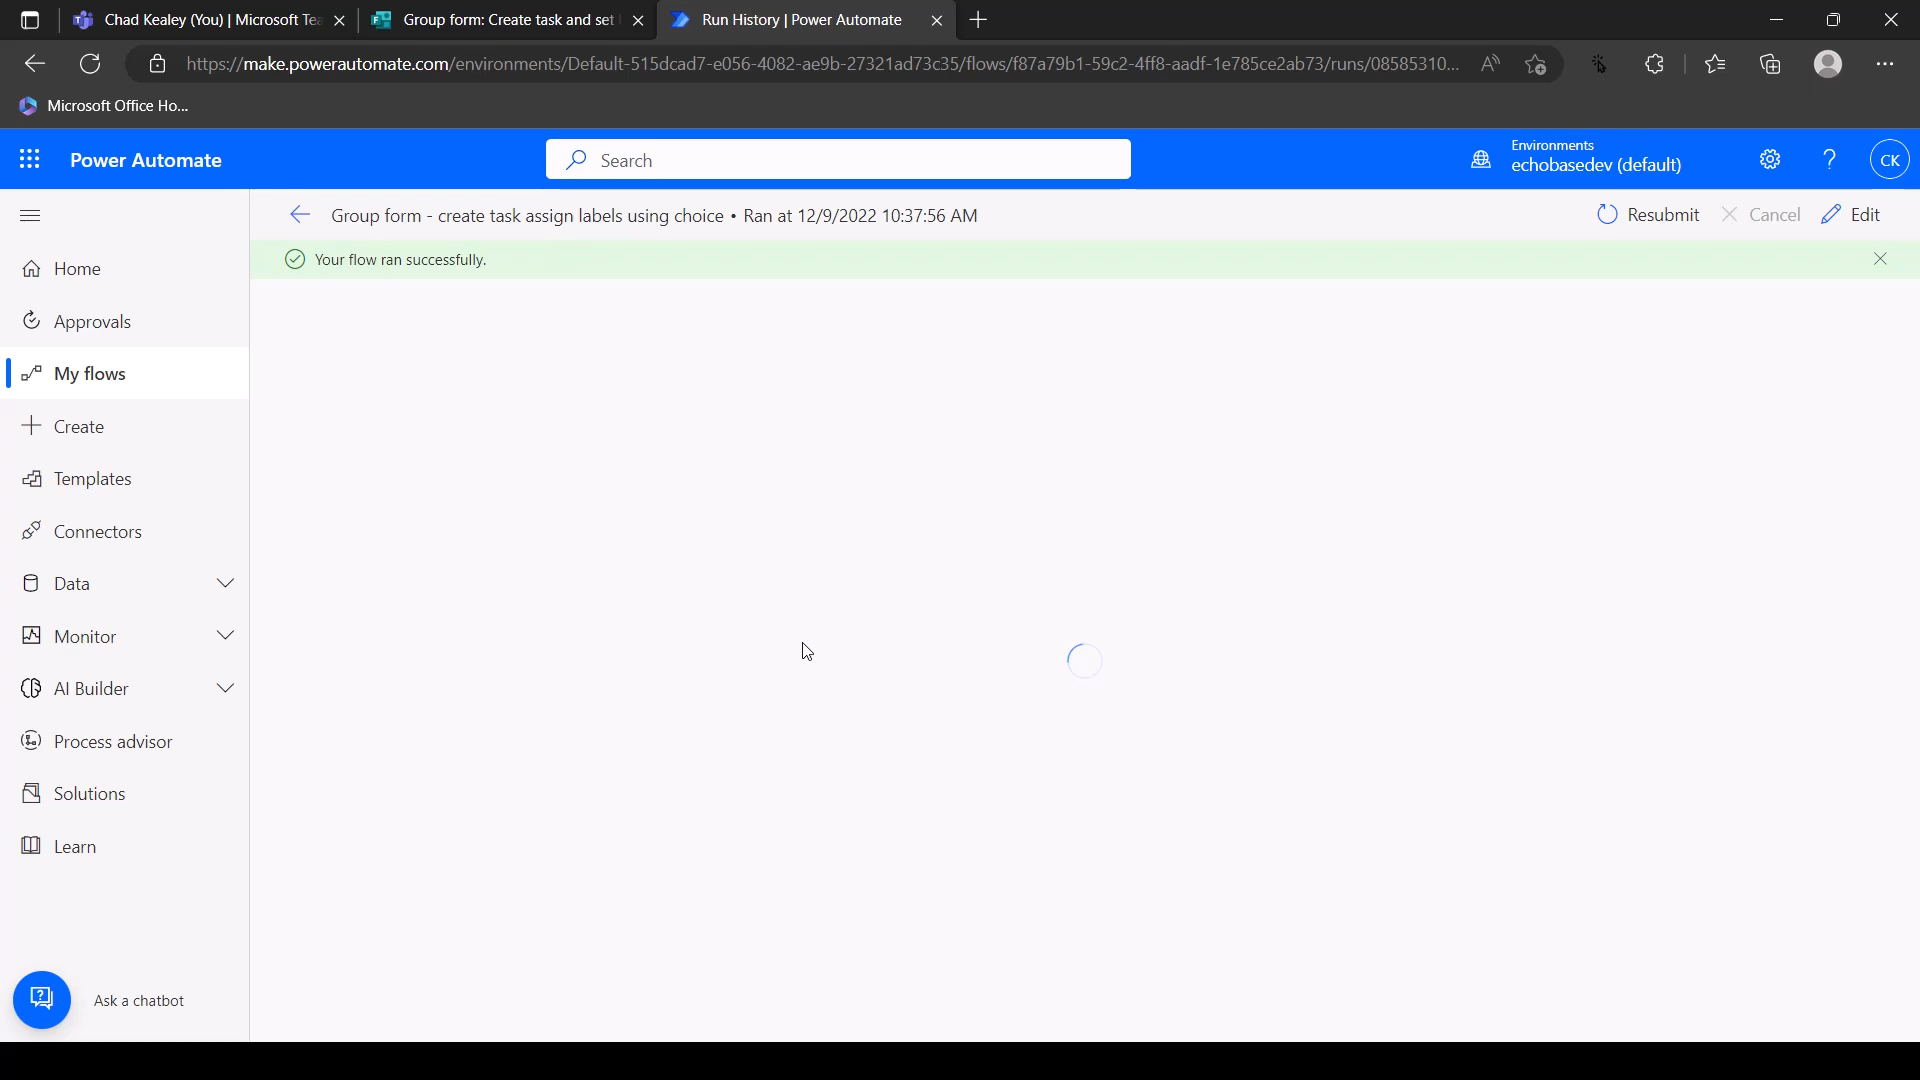 Chad Kealey (You) | Microsoft Tea
Group form: Create task and set l
Run History | Power Automate
https://make.powerautomate.com/environments/Default-515dcad7-e056-4082-ae9b-27321ad73c35/flows/f87a79b1-59c2-4ff8-aadf-1e785ce2ab73/runs/08585310...
Microsoft Office Ho...
Power Automate
Search
Environments
echobasedev (default)
?
CK
Group form - create task assign labels using choice • Ran at 12/9/2022 10:37:56 AM
Resubmit
Cancel
Edit
Your flow ran successfully.
Home
Approvals
My flows
Create
Templates
Connectors
Data
Monitor
AI Builder
Process advisor
Solutions
Learn
Ask a chatbot